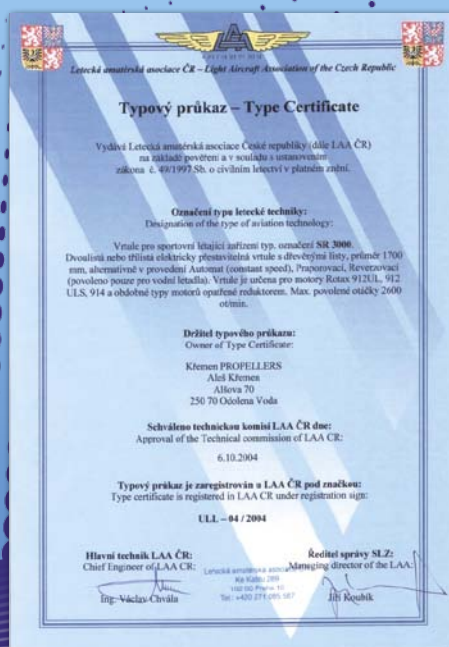 Letecká amatérská asociace ČR – Light Aircraft Association of the Czech Republic
Typový průkaz – Type Certificate
Vydává Letecká amatérská asociace České republiky (dále LAA ČR)
na základě pověření a v souladu s ustanovením
zákona č. 49/1997 Sb. o civilním letectví v platném znění.
Označení typu letecké techniky:
Designation of the type of aviation technology:
Vrtule pro sportovní létající zařízení typ. označení SR 3000.
Dvoulistá nebo třílistá elektricky přestavitelná vrtule s dřevěnými listy, průměr 1700
mm, alternativně v provedení Automat (constant speed), Praporovací, Reverzovací
(povoleno pouze pro vodní letadla). Vrtule je určena pro motory Rotax 912UL, 912
ULS, 914 a obdobné typy motorů opatřené reduktorem. Max. povolené otáčky 2600
ot/min.
Držitel typového průkazu:
Owner of Type Certificate:
Křemen PROPELLERS
Aleš Křemen
Alšova 70
250 70 Odolena Voda
Schváleno technickou komisí LAA ČR dne:
Approval of the Technical commission of LAA CR:
6.10.2004
Typový průkaz je zaregistrován u LAA ČR pod značkou:
Type certificate is registered in LAA CR under registration sign:
ULL – 04 / 2004
Hlavní technik LAA ČR:
Chief Engineer of LAA CR:
Ing. Václav Chvála
Letecká amatérská asociace
Ke Kablu 289
Ředitel správy SLZ:
Managing director of the LAA:
Jiří Koubík